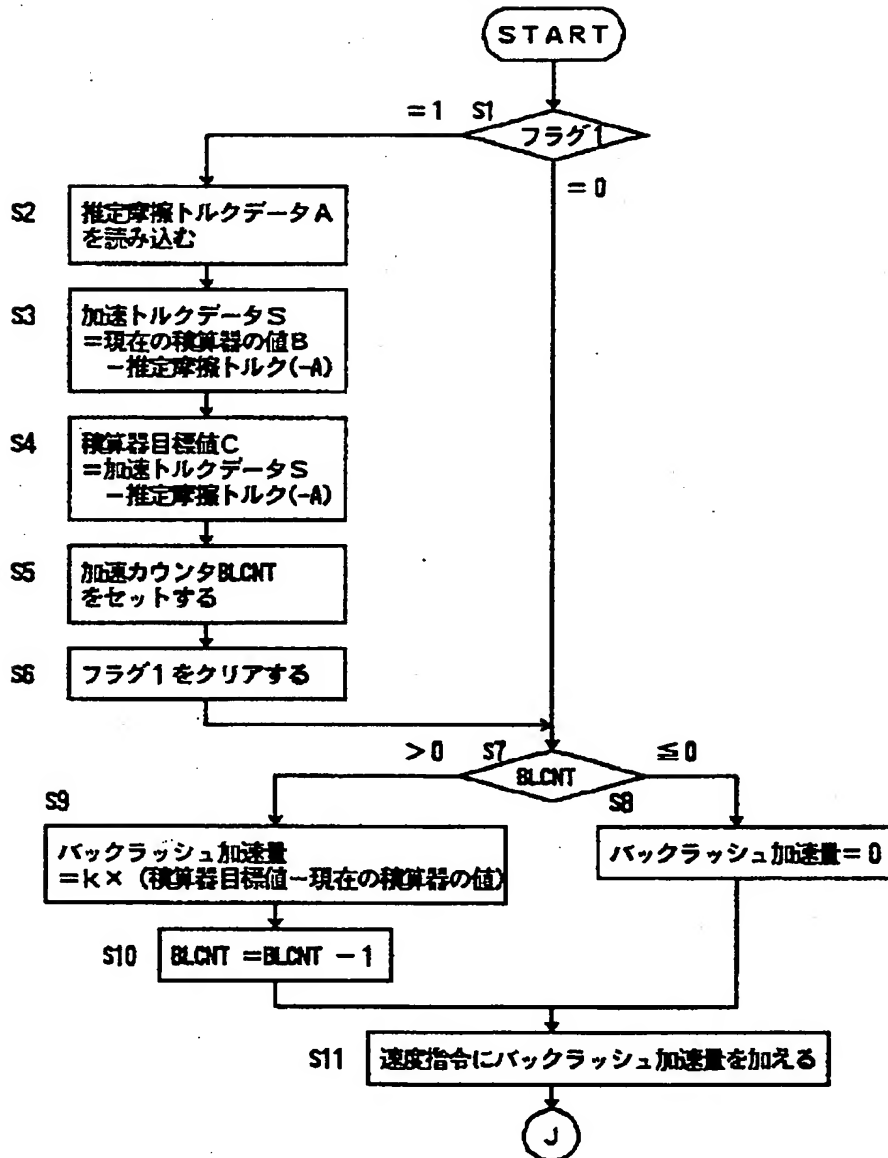 START
=1 S1
フラグ1
=0
S2 推定摩擦トルクデータA
を読み込む
S3 加速トルクデータS
=現在の積算器の値B
-推定摩擦トルク(-A)
S4 積算器目標値C
=加速トルクデータS
-推定摩擦トルク(-A)
S5 加速カウンタBLCNT
をセットする
S6 フラグ1をクリアする
>0 S7 ≦0
BLCNT
S9 S8
バックラッシュ加速量
=k×(積算器目標値-現在の積算器の値)
バックラッシュ加速量=0
S10 BLCNT=BLCNT-1
S11 速度指令にバックラッシュ加速量を加える
J